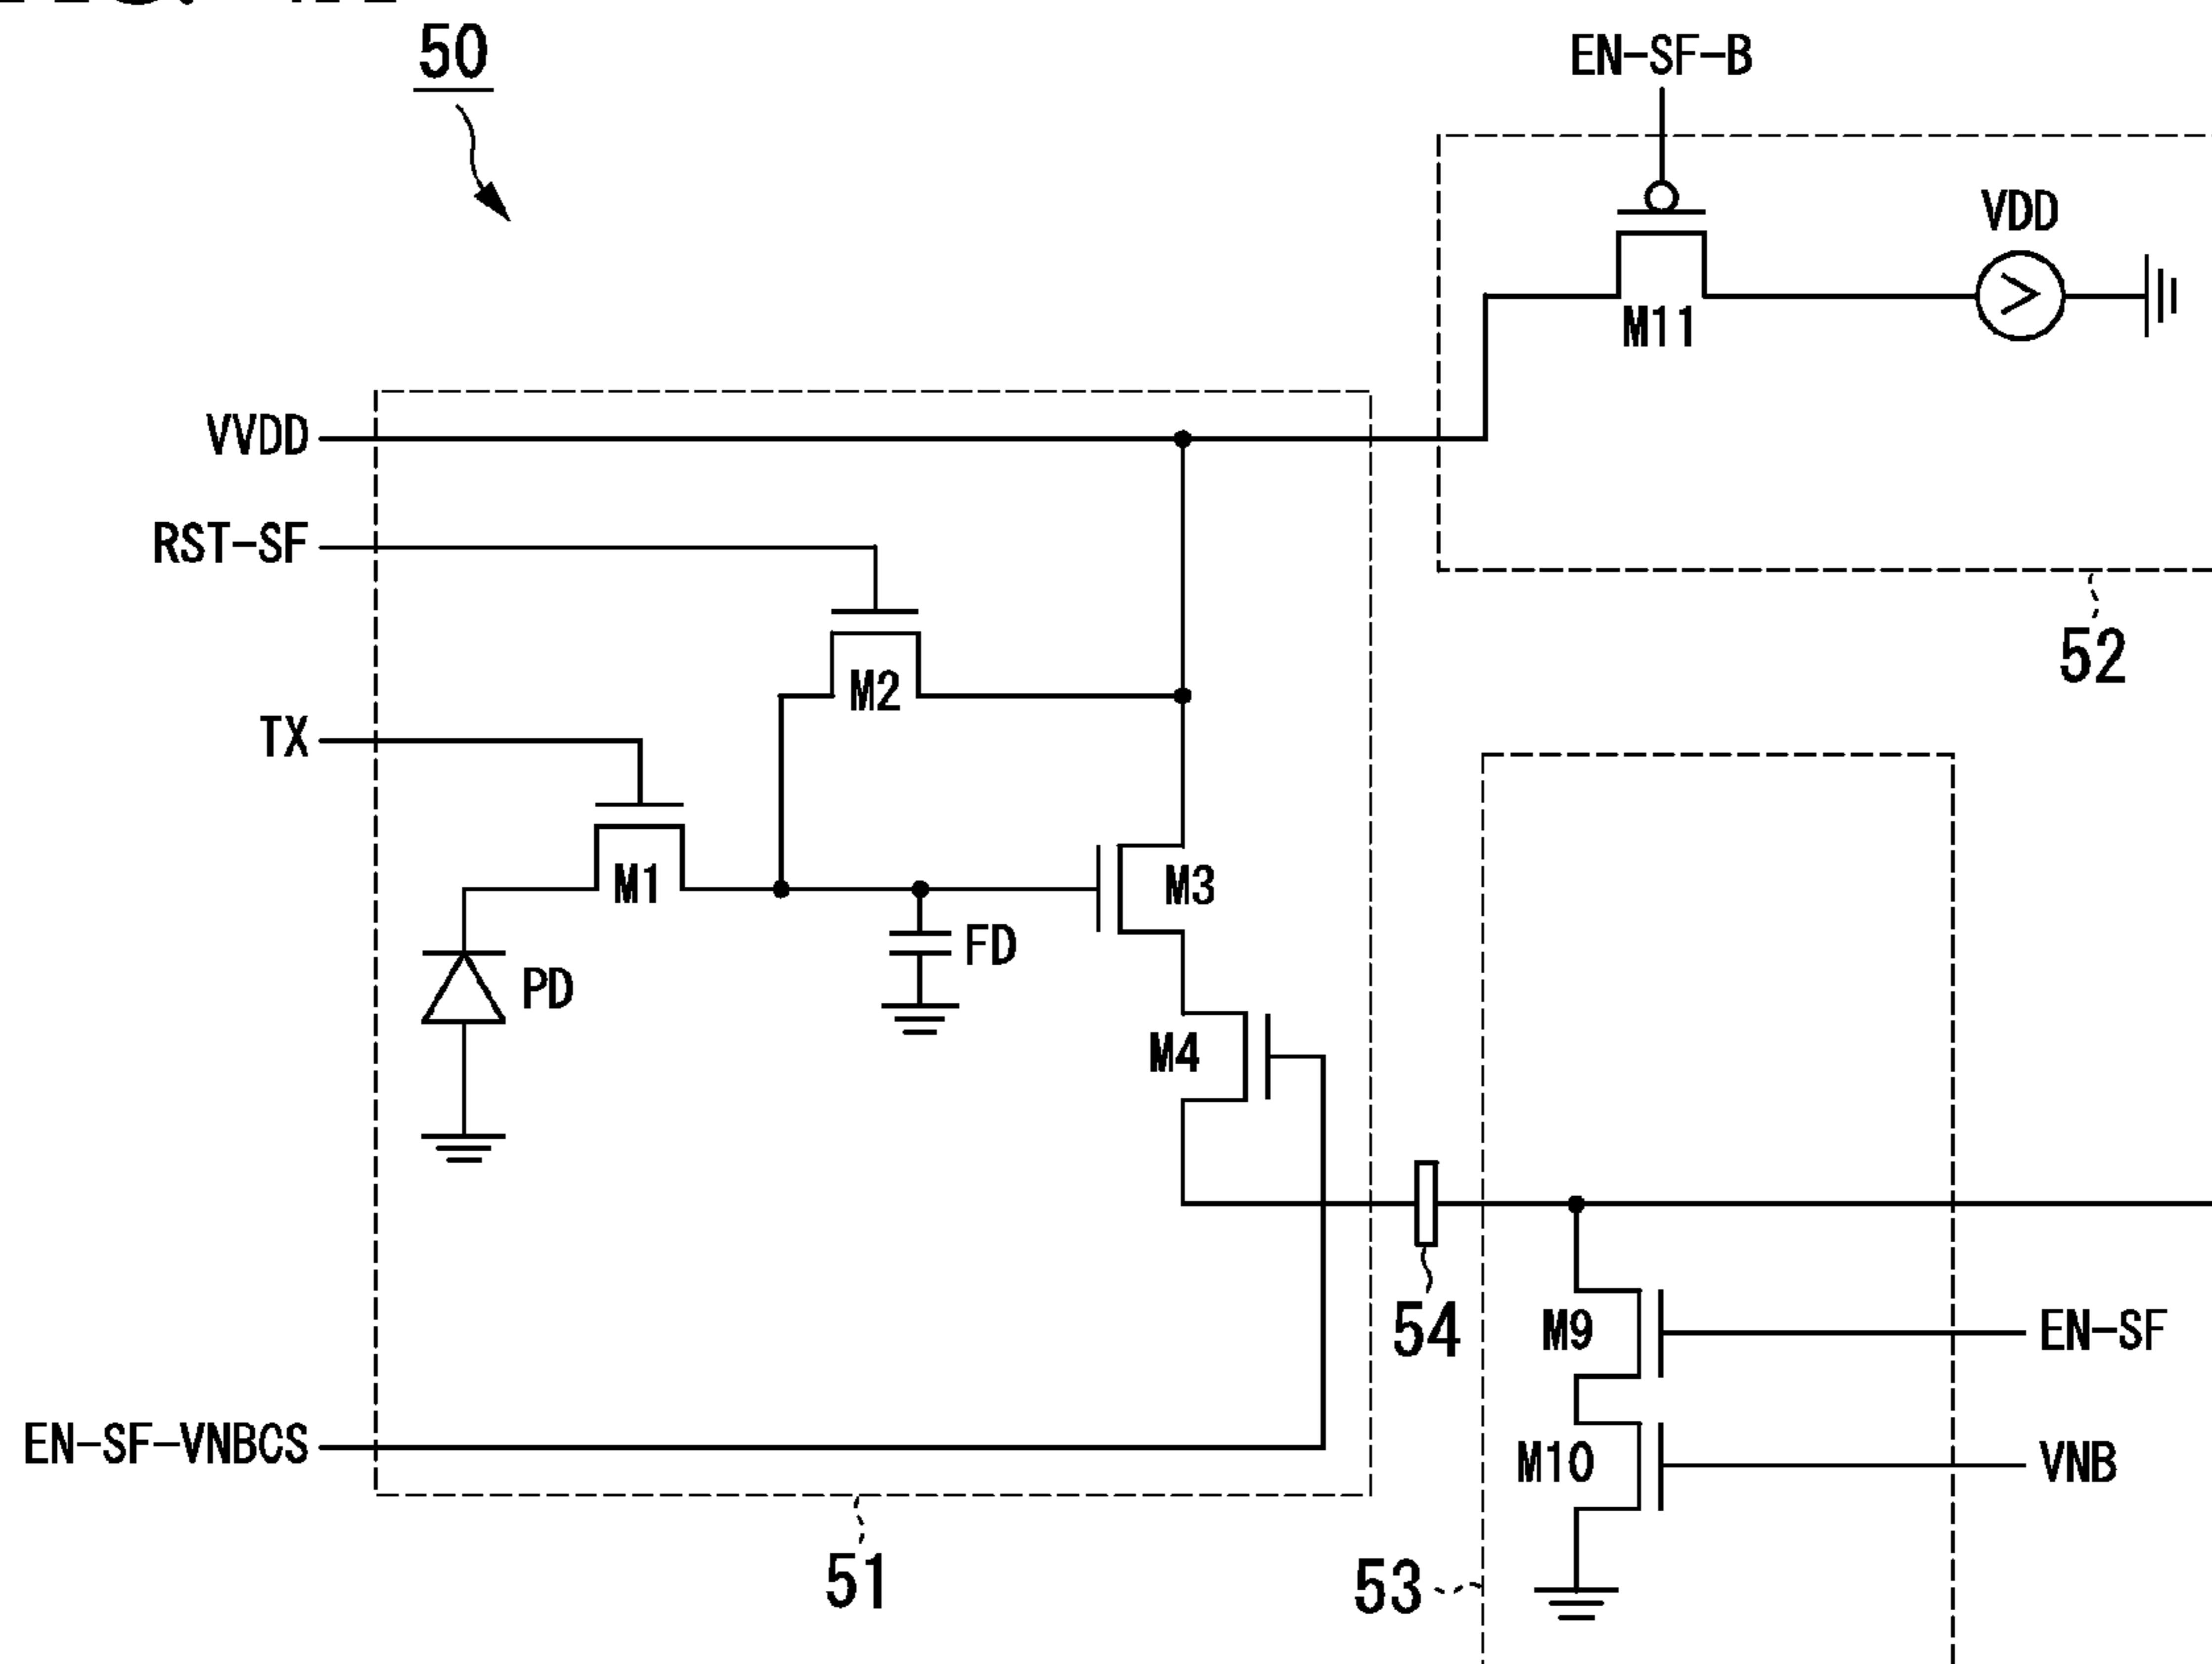 50
EN-SF-B
VDD
M11
VVDD
RST-SF
52
M2
TX
M1
M3
FD
PD
M4
54
M9
EN-SF
EN-SF-VNBCS
M10
VNB
51
53